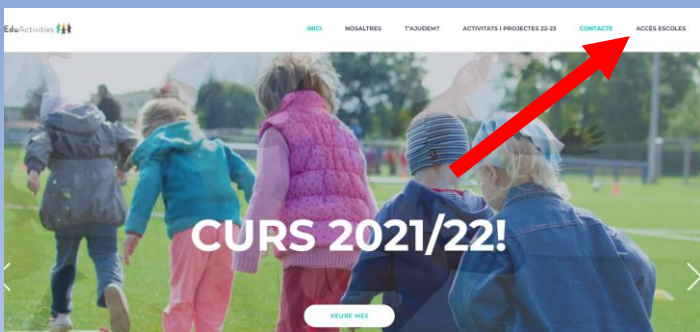 EduActivities
INICI NOSALTRES T'AJUDEM? ACTIVITATS I PROJECTES 22-23 CONTACTE ACCÉS ESCOLES
CURS 2021/22!
VEURE MÉS